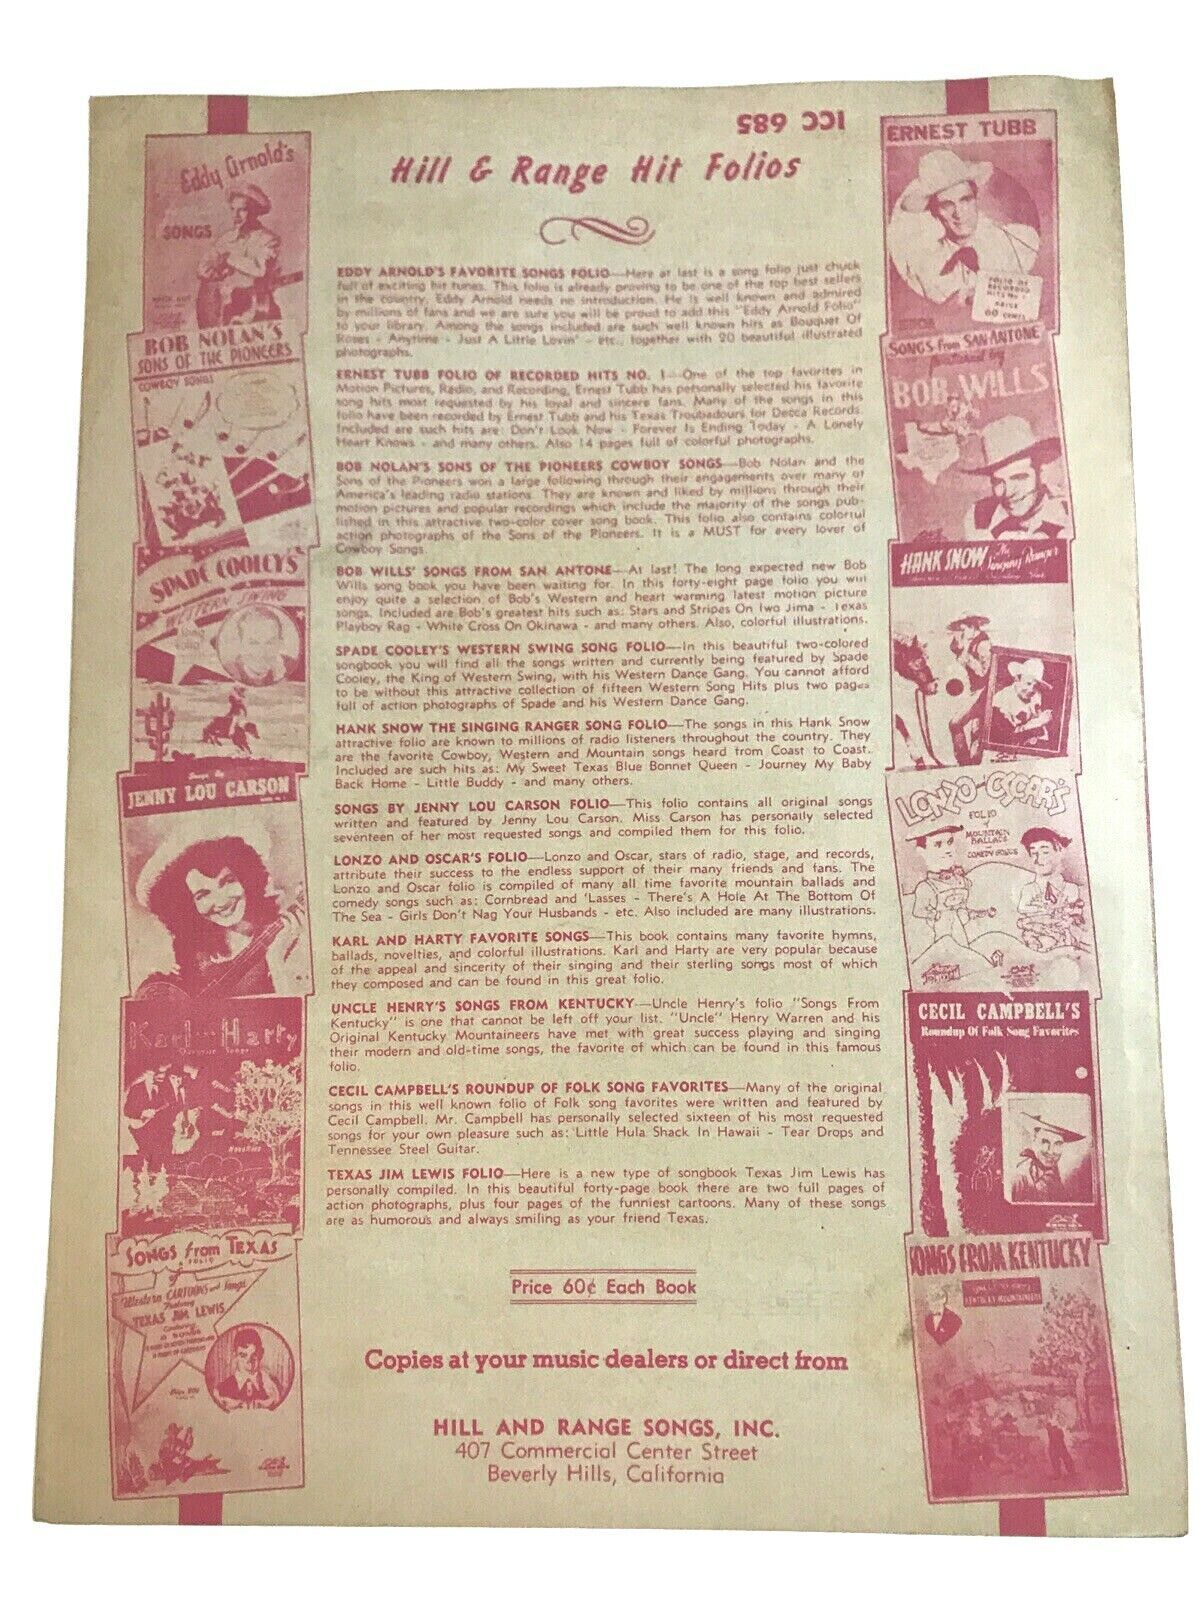 ICC 685
Hill & Range Hit Folios
EDDY ARNOLD'S FAVORITE SONGS FOLIO—Here at last is a song folio just chuck
full of exciting hit tunes. This folio is already proving to be one of the top best sellers
in the country. Eddy Arnold needs no introduction. He is well known and admired
by millions of fans and we are sure you will be proud to add this "Eddy Arnold Folio"
to your library. Among the songs included are such well known hits as Bouquet Of
Roses - Anytime - Just A Little Lovin' - etc., together with 20 beautiful illustrated
photographs.
ERNEST TUBB FOLIO OF RECORDED HITS NO. 1—One of the top favorites in
Motion Pictures, Radio, and Recording, Ernest Tubb has personally selected his favorite
song hits most requested by his loyal and sincere fans. Many of the songs in this
folio have been recorded by Ernest Tubb and his Texas Troubadours for Decca Records.
Included are such hits are: Don't Look Now - Forever Is Ending Today - A Lonely
Heart Knows - and many others. Also 14 pages full of colorful photographs.
BOB NOLAN'S SONS OF THE PIONEERS COWBOY SONGS—Bob Nolan and the
Sons of the Pioneers won a large following through their engagements over many of
America's leading radio stations. They are known and liked by millions through their
motion pictures and popular recordings which include the majority of the songs pub-
lished in this attractive two-color cover song book. This folio also contains colorful
action photographs of the Sons of the Pioneers. It is a MUST for every lover of
Cowboy Songs.
BOB WILLS' SONGS FROM SAN ANTONE—At last! The long expected new Bob
Wills song book you have been waiting for. In this forty-eight page folio you will
enjoy quite a selection of Bob's Western and heart warming latest motion picture
songs. Included are Bob's greatest hits such as: Stars and Stripes On Iwo Jima - Texas
Playboy Rag - White Cross On Okinawa - and many others. Also, colorful illustrations.
SPADE COOLEY'S WESTERN SWING SONG FOLIO—In this beautiful two-colored
songbook you will find all the songs written and currently being featured by Spade
Cooley, the King of Western Swing, with his Western Dance Gang. You cannot afford
to be without this attractive collection of fifteen Western Song Hits plus two pages
full of action photographs of Spade and his Western Dance Gang.
HANK SNOW THE SINGING RANGER SONG FOLIO—The songs in this Hank Snow
attractive folio are known to millions of radio listeners throughout the country. They
are the favorite Cowboy, Western and Mountain songs heard from Coast to Coast.
Included are such hits as: My Sweet Texas Blue Bonnet Queen - Journey My Baby
Back Home - Little Buddy - and many others.
SONGS BY JENNY LOU CARSON FOLIO—This folio contains all original songs
written and featured by Jenny Lou Carson. Miss Carson has personally selected
seventeen of her most requested songs and compiled them for this folio.
LONZO AND OSCAR'S FOLIO—Lonzo and Oscar, stars of radio, stage, and records,
attribute their success to the endless support of their many friends and fans. The
Lonzo and Oscar folio is compiled of many all time favorite mountain ballads and
comedy songs such as: Cornbread and 'Lasses - There's A Hole At The Bottom Of
The Sea - Girls Don't Nag Your Husbands - etc. Also included are many illustrations.
KARL AND HARTY FAVORITE SONGS—This book contains many favorite hymns,
ballads, novelties, and colorful illustrations. Karl and Harty are very popular because
of the appeal and sincerity of their singing and their sterling songs most of which
they composed and can be found in this great folio.
UNCLE HENRY'S SONGS FROM KENTUCKY—Uncle Henry's folio "Songs From
Kentucky" is one that cannot be left off your list. "Uncle" Henry Warren and his
Original Kentucky Mountaineers have met with great success playing and singing
their modern and old-time songs, the favorite of which can be found in this famous
folio.
CECIL CAMPBELL'S ROUNDUP OF FOLK SONG FAVORITES—Many of the original
songs in this well known folio of Folk song favorites were written and featured by
Cecil Campbell. Mr. Campbell has personally selected sixteen of his most requested
songs for your own pleasure such as: Little Hula Shack In Hawaii - Tear Drops and
Tennessee Steel Guitar.
TEXAS JIM LEWIS FOLIO—Here is a new type of songbook Texas Jim Lewis has
personally compiled. In this beautiful forty-page book there are two full pages of
action photographs, plus four pages of the funniest cartoons. Many of these songs
are as humorous and always smiling as your friend Texas.
Price 60¢ Each Book
Copies at your music dealers or direct from
HILL AND RANGE SONGS, INC.
407 Commercial Center Street
Beverly Hills, California
Eddy Arnold's
SONGS
BOB NOLAN'S
SONS OF THE PIONEERS
COWBOY SONGS
SPADE COOLEY'S
WESTERN SWING
Songs By
JENNY LOU CARSON
Karl and Harty
SONGS from TEXAS
Western CARTOONS and Songs
Featuring
TEXAS JIM LEWIS
ERNEST TUBB
FOLIO OF
RECORDED
HITS No. 1
PRICE
60 CENTS
SONGS from SAN ANTONE
BOB WILLS
HANK SNOW The
Singing Ranger
LONZO OSCAR'S
FOLIO
of
MOUNTAIN
BALLADS
COMEDY SONGS
CECIL CAMPBELL'S
Roundup Of Folk Song Favorites
SONGS FROM KENTUCKY
KENTUCKY MOUNTAINEERS